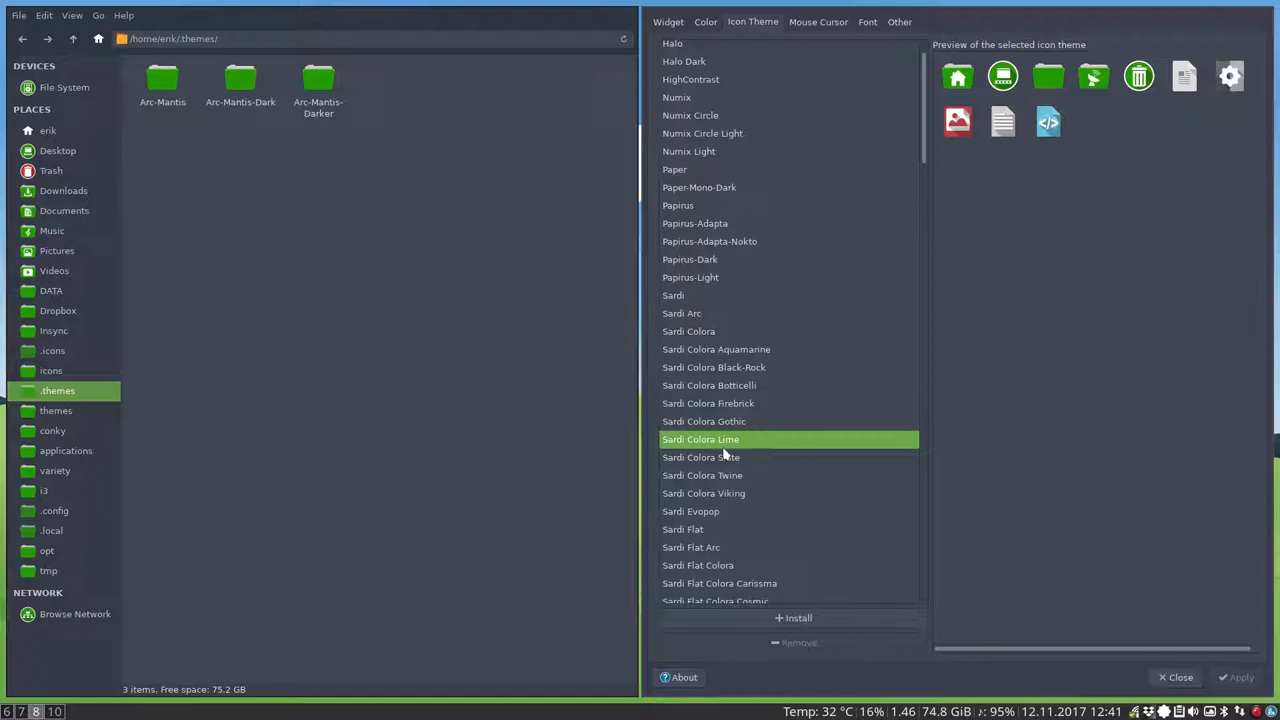 File Edit View Go Help
/home/erik/.themes/
DEVICES
File System
PLACES
erik
Desktop
Trash
Downloads
Documents
Music
Pictures
Videos
DATA
Dropbox
Insync
.icons
icons
.themes
themes
conky
applications
variety
i3
.config
.local
opt
tmp
NETWORK
Browse Network
Arc-Mantis
Arc-Mantis-Dark
Arc-Mantis-
Darker
3 items, Free space: 75.2 GB
Widget Color Icon Theme Mouse Cursor Font Other
Halo
Halo Dark
HighContrast
Numix
Numix Circle
Numix Circle Light
Numix Light
Paper
Paper-Mono-Dark
Papirus
Papirus-Adapta
Papirus-Adapta-Nokto
Papirus-Dark
Papirus-Light
Sardi
Sardi Arc
Sardi Colora
Sardi Colora Aquamarine
Sardi Colora Black-Rock
Sardi Colora Botticelli
Sardi Colora Firebrick
Sardi Colora Gothic
Sardi Colora Lime
Sardi Colora
Sardi Colora Twine
Sardi Colora Viking
Sardi Evopop
Sardi Flat
Sardi Flat Arc
Sardi Flat Colora
Sardi Flat Colora Carissma
Sardi Flat Colora Cosmic
Install
Remove
Preview of the selected icon theme
About
Close
Apply
6 7 8 10
Temp: 32 °C | 16% | 1.46 | 74.8 GiB | ♪: 95% | 12.11.2017 12:41